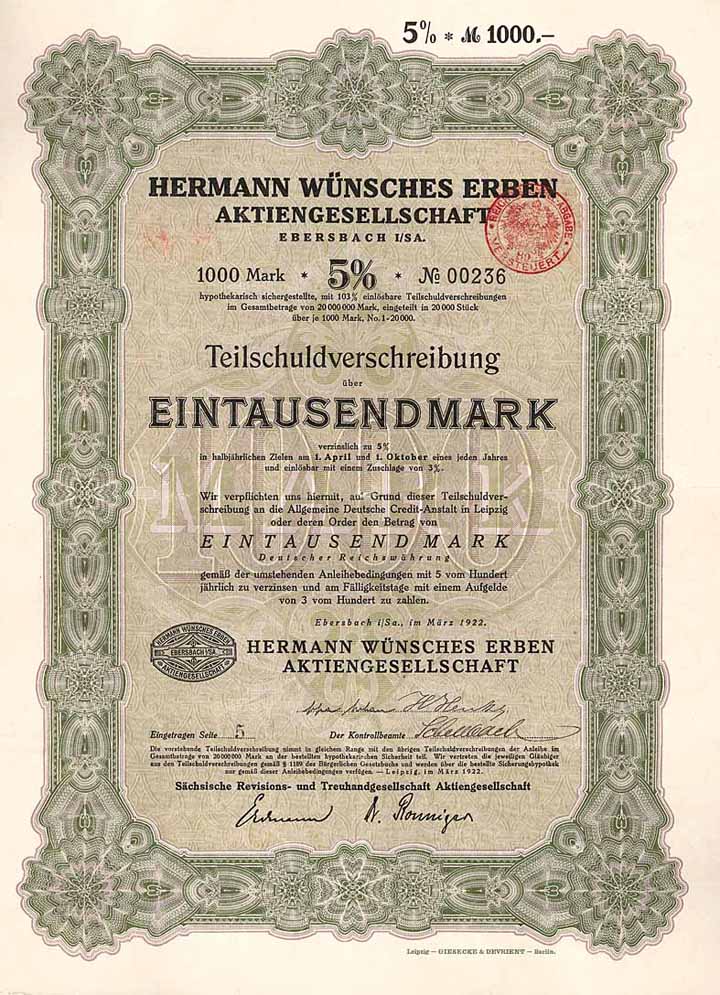 5% * ℳ 1000.–
HERMANN WÜNSCHES ERBEN
AKTIENGESELLSCHAFT
EBERSBACH I/SA.
VERSTEUERT
1000 Mark * 5% * № 00236
hypothekarisch sichergestellte, mit 103% einlösbare Teilschuldverschreibungen
im Gesamtbetrage von 20 000 000 Mark, eingeteilt in 20 000 Stück
über je 1000 Mark, No. 1-20 000.
Teilschuldverschreibung
über
EINTAUSEND MARK
verzinslich zu 5%
in halbjährlichen Zielen am 1. April und 1. Oktober eines jeden Jahres
und einlösbar mit einem Zuschlage von 3%.
1000
MARK
Wir verpflichten uns hiermit, auf Grund dieser Teilschuldver-
schreibung an die Allgemeine Deutsche Credit-Anstalt in Leipzig
oder deren Order den Betrag von
EINTAUSEND MARK
Deutscher Reichswährung
gemäß der umstehenden Anleihebedingungen mit 5 vom Hundert
jährlich zu verzinsen und am Fälligkeitstage mit einem Aufgelde
von 3 vom Hundert zu zahlen.
Ebersbach i/Sa., im März 1922.
HERMANN WÜNSCHES ERBEN
EBERSBACH I/SA.
AKTIENGESELLSCHAFT
HERMANN WÜNSCHES ERBEN
AKTIENGESELLSCHAFT
Eingetragen Seite 5 Der Kontrollbeamte
Die vorstehende Teilschuldverschreibung nimmt in gleichem Range mit den übrigen Teilschuldverschreibungen der Anleihe im
Gesamtbetrage von 20 000 000 Mark an der bestellten hypothekarischen Sicherheit teil. Wir vertreten die jeweiligen Gläubiger
aus den Teilschuldverschreibungen gemäß § 1189 des Bürgerlichen Gesetzbuchs und werden über die bestellte Sicherungshypothek
nur gemäß dieser Anleihebedingungen verfügen. — Leipzig, im März 1922.
Sächsische Revisions- und Treuhandgesellschaft Aktiengesellschaft
Leipzig — GIESECKE & DEVRIENT — Berlin.